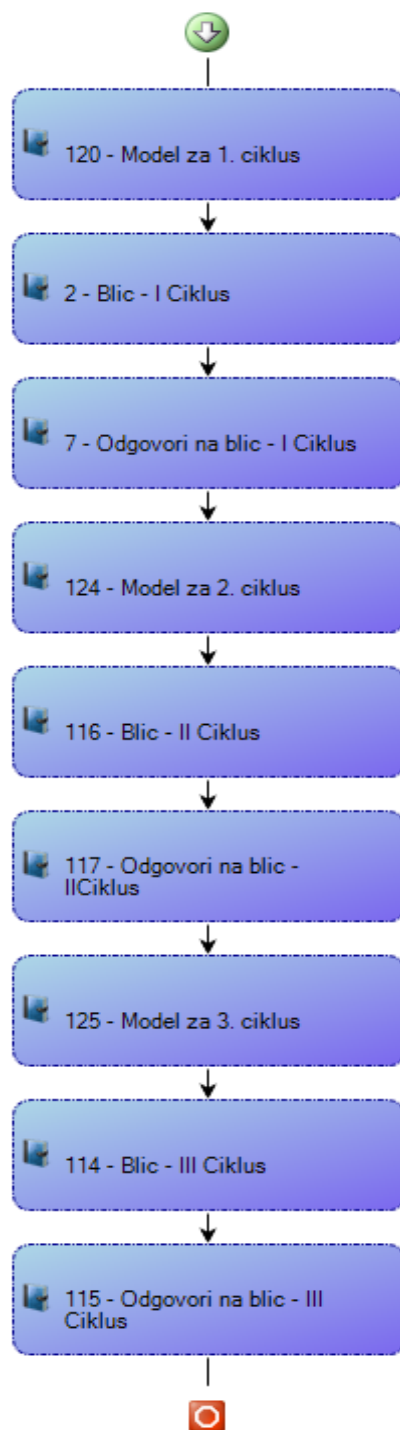 120 - Model za 1. ciklus
2 - Blic - I Ciklus
7 - Odgovori na blic - I Ciklus
124 - Model za 2. ciklus
116 - Blic - II Ciklus
117 - Odgovori na blic -
IICiklus
125 - Model za 3. ciklus
114 - Blic - III Ciklus
115 - Odgovori na blic - III
Ciklus